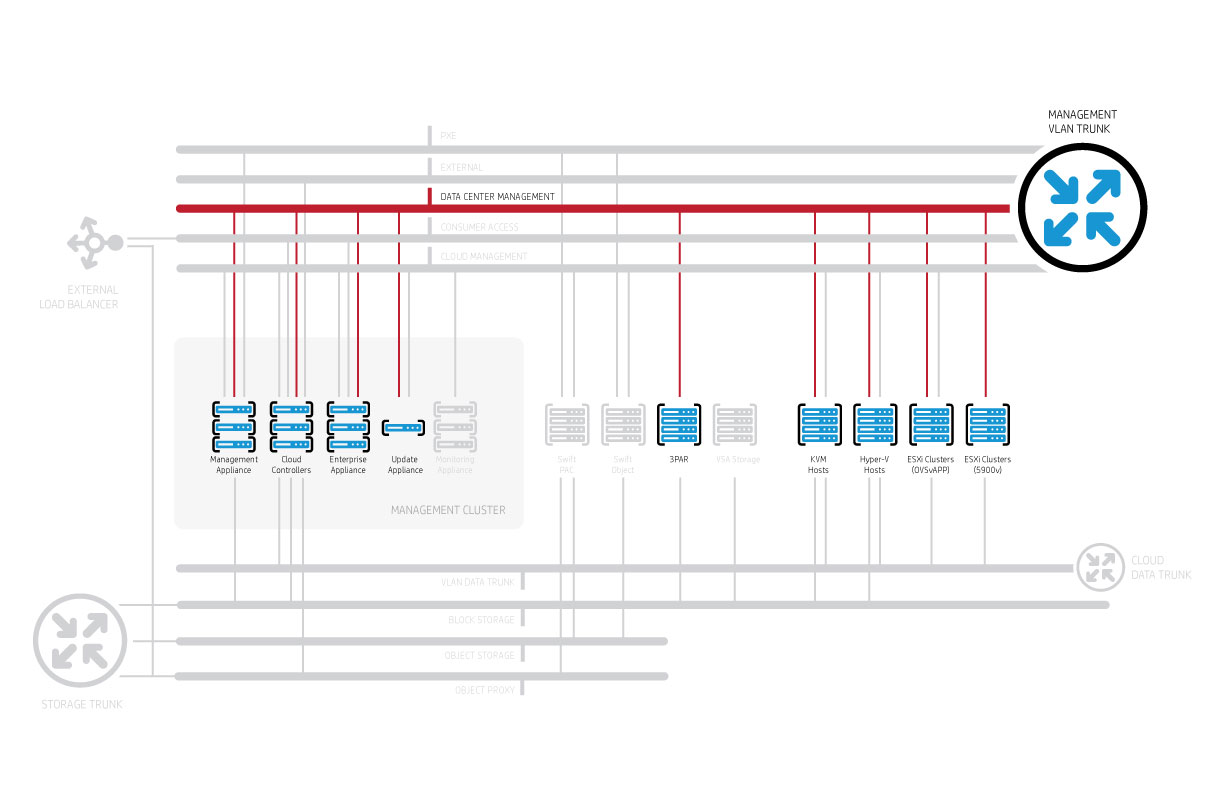 MANAGEMENT
VLAN TRUNK
PXE
EXTERNAL
DATA CENTER MANAGEMENT
CONSUMER ACCESS
CLOUD MANAGEMENT
EXTERNAL
LOAD BALANCER
Management
Appliance
Cloud
Controllers
Enterprise
Appliance
Update
Appliance
Monitoring
Appliance
Swift
PAC
Swift
Object
3PAR
VSA Storage
KVM
Hosts
Hyper-V
Hosts
ESXi Clusters
(OVSvAPP)
ESXi Clusters
(5900v)
MANAGEMENT CLUSTER
CLOUD
DATA TRUNK
VLAN DATA TRUNK
BLOCK STORAGE
OBJECT STORAGE
OBJECT PROXY
STORAGE TRUNK